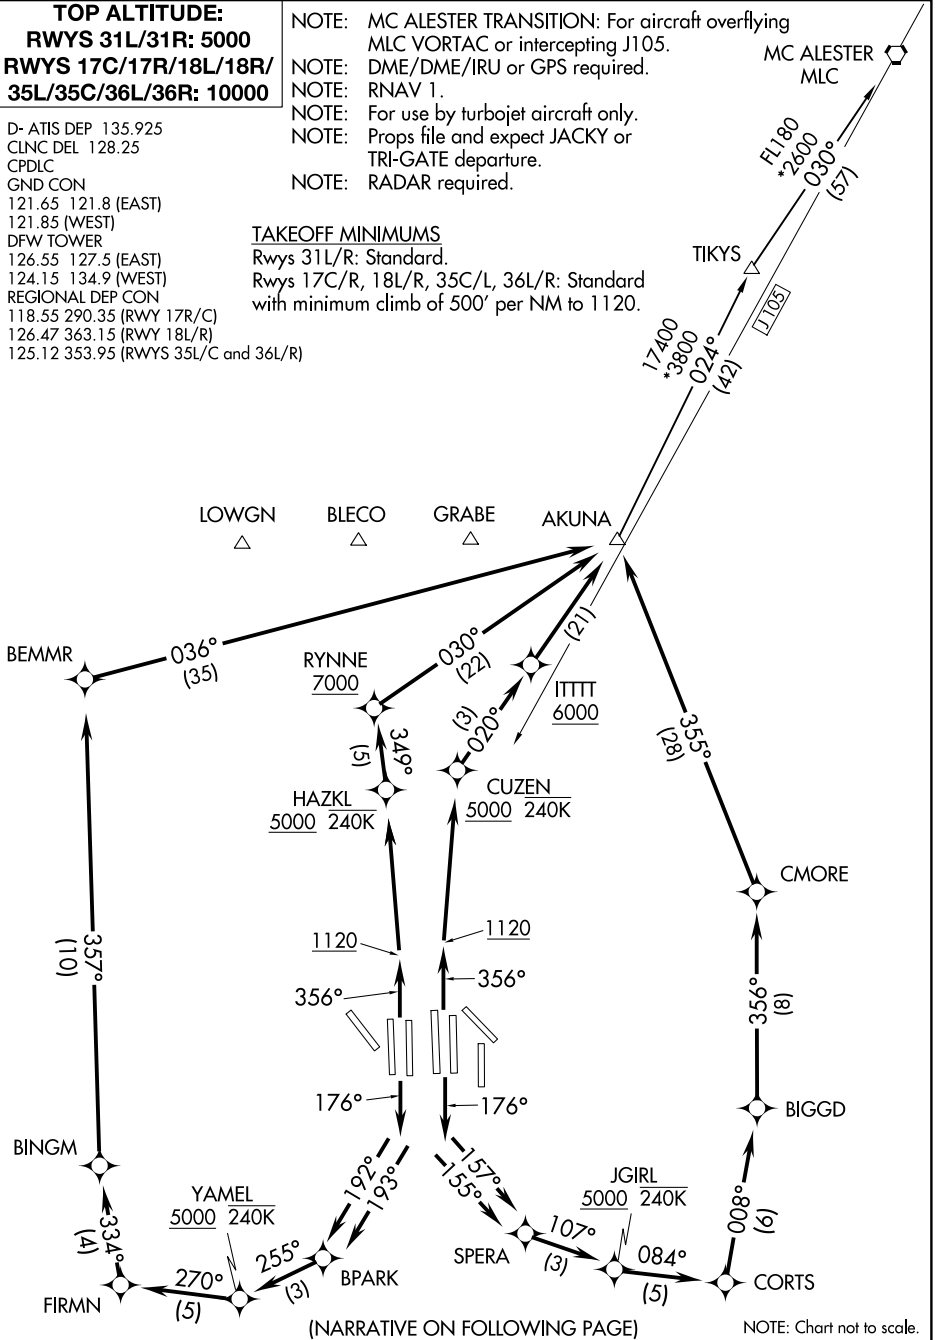 TOP ALTITUDE:
RWYS 31L/31R: 5000
RWYS 17C/17R/18L/18R/
35L/35C/36L/36R: 10000
NOTE: MC ALESTER TRANSITION: For aircraft overflying
MLC VORTAC or intercepting J105.
NOTE: DME/DME/IRU or GPS required.
NOTE: RNAV 1.
NOTE: For use by turbojet aircraft only.
NOTE: Props file and expect JACKY or
TRI-GATE departure.
NOTE: RADAR required.
D- ATIS DEP 135.925
CLNC DEL 128.25
CPDLC
GND CON
121.65 121.8 (EAST)
121.85 (WEST)
DFW TOWER
126.55 127.5 (EAST)
124.15 134.9 (WEST)
REGIONAL DEP CON
118.55 290.35 (RWY 17R/C)
126.47 363.15 (RWY 18L/R)
125.12 353.95 (RWYS 35L/C and 36L/R)
TAKEOFF MINIMUMS
Rwys 31L/R: Standard.
Rwys 17C/R, 18L/R, 35C/L, 36L/R: Standard
with minimum climb of 500' per NM to 1120.
MC ALESTER
MLC
FL180
*2600
030°
(57)
TIKYS
J105
17400
*3800
024°
(42)
LOWGN
BLECO
GRABE
AKUNA
BEMMR
036°
(35)
RYNNE
7000
030°
(22)
(21)
ITTTT
6000
(3)
020°
349°
(5)
HAZKL
5000 240K
CUZEN
5000 240K
355°
(28)
CMORE
357°
(10)
1120
1120
356°
356°
356°
(8)
176°
176°
BIGGD
BINGM
192°
193°
157°
155°
YAMEL
5000 240K
JGIRL
5000 240K
334°
(4)
255°
(3)
BPARK
SPERA
107°
(3)
008°
(6)
270°
(5)
FIRMN
084°
(5)
CORTS
(NARRATIVE ON FOLLOWING PAGE)
NOTE: Chart not to scale.